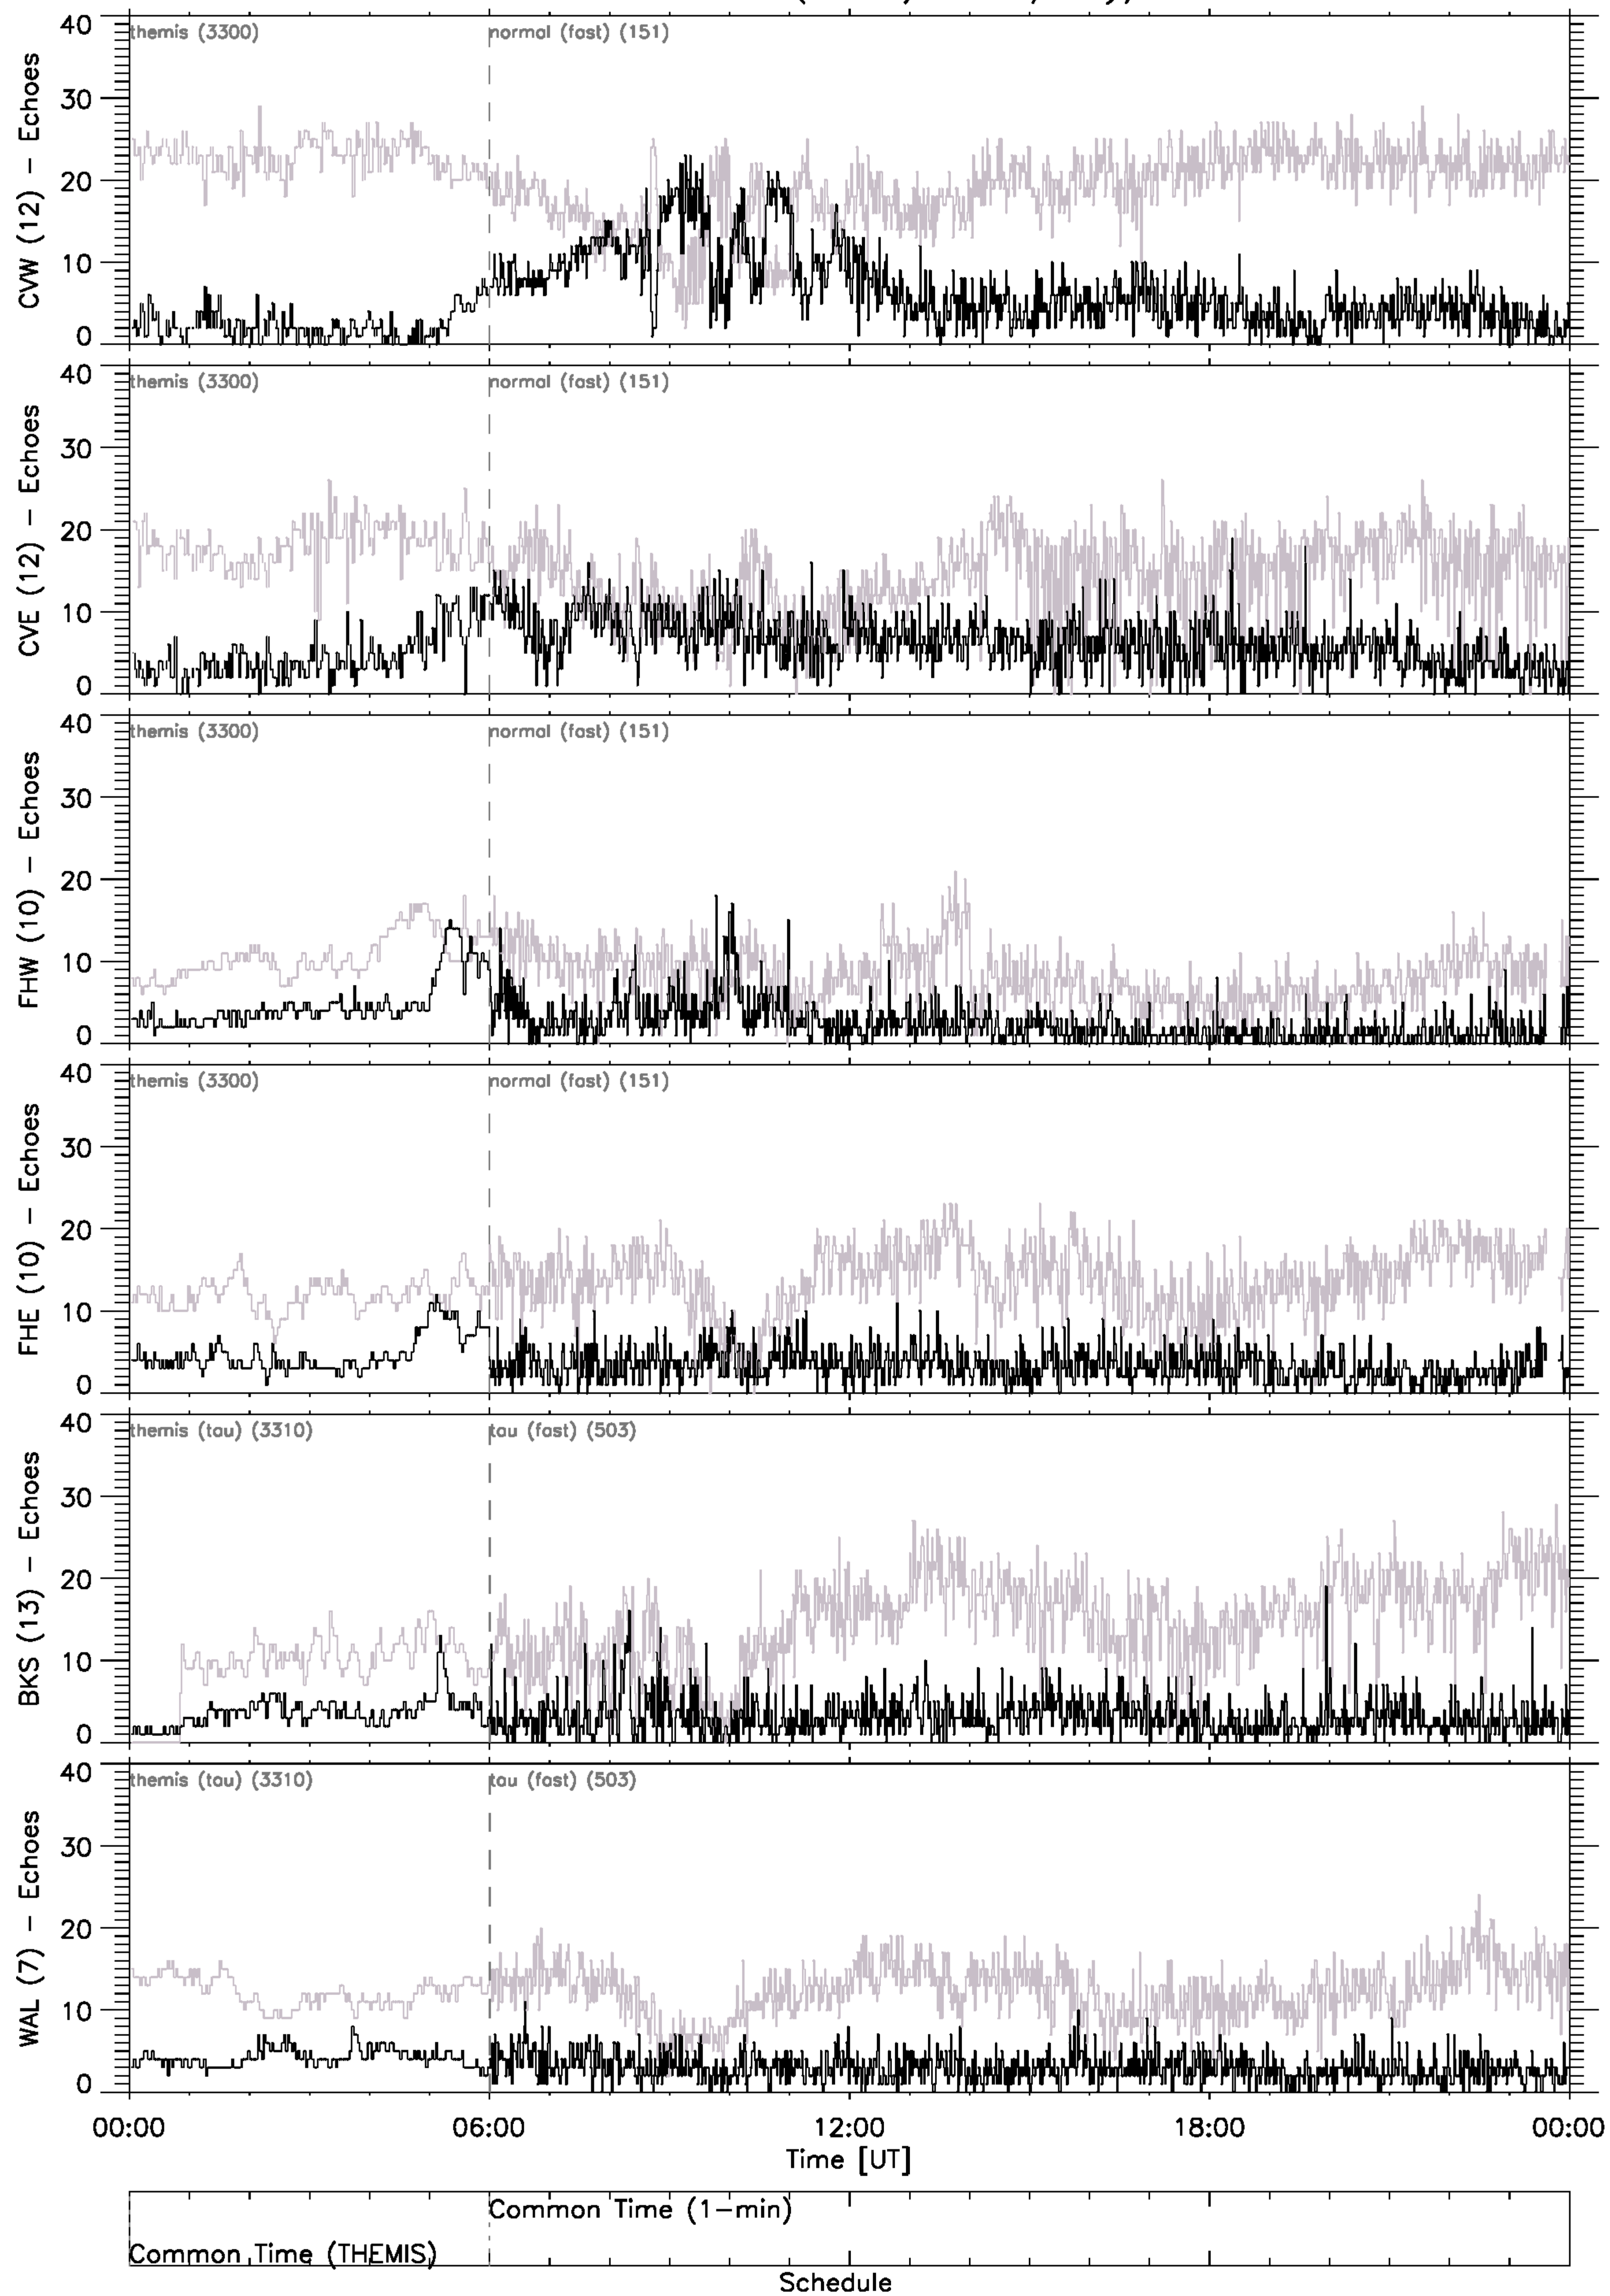 40
30
20
10
0
CVW (12) – Echoes
themis (3300)
normal (fast) (151)
40
30
20
10
0
CVE (12) – Echoes
themis (3300)
normal (fast) (151)
40
30
20
10
0
FHW (10) – Echoes
themis (3300)
normal (fast) (151)
40
30
20
10
0
FHE (10) – Echoes
themis (3300)
normal (fast) (151)
40
30
20
10
0
BKS (13) – Echoes
themis (tau) (3310)
tau (fast) (503)
40
30
20
10
0
WAL (7) – Echoes
themis (tau) (3310)
tau (fast) (503)
00:00
06:00
12:00
18:00
00:00
Time [UT]
Common Time (1–min)
Common Time (THEMIS)
Schedule